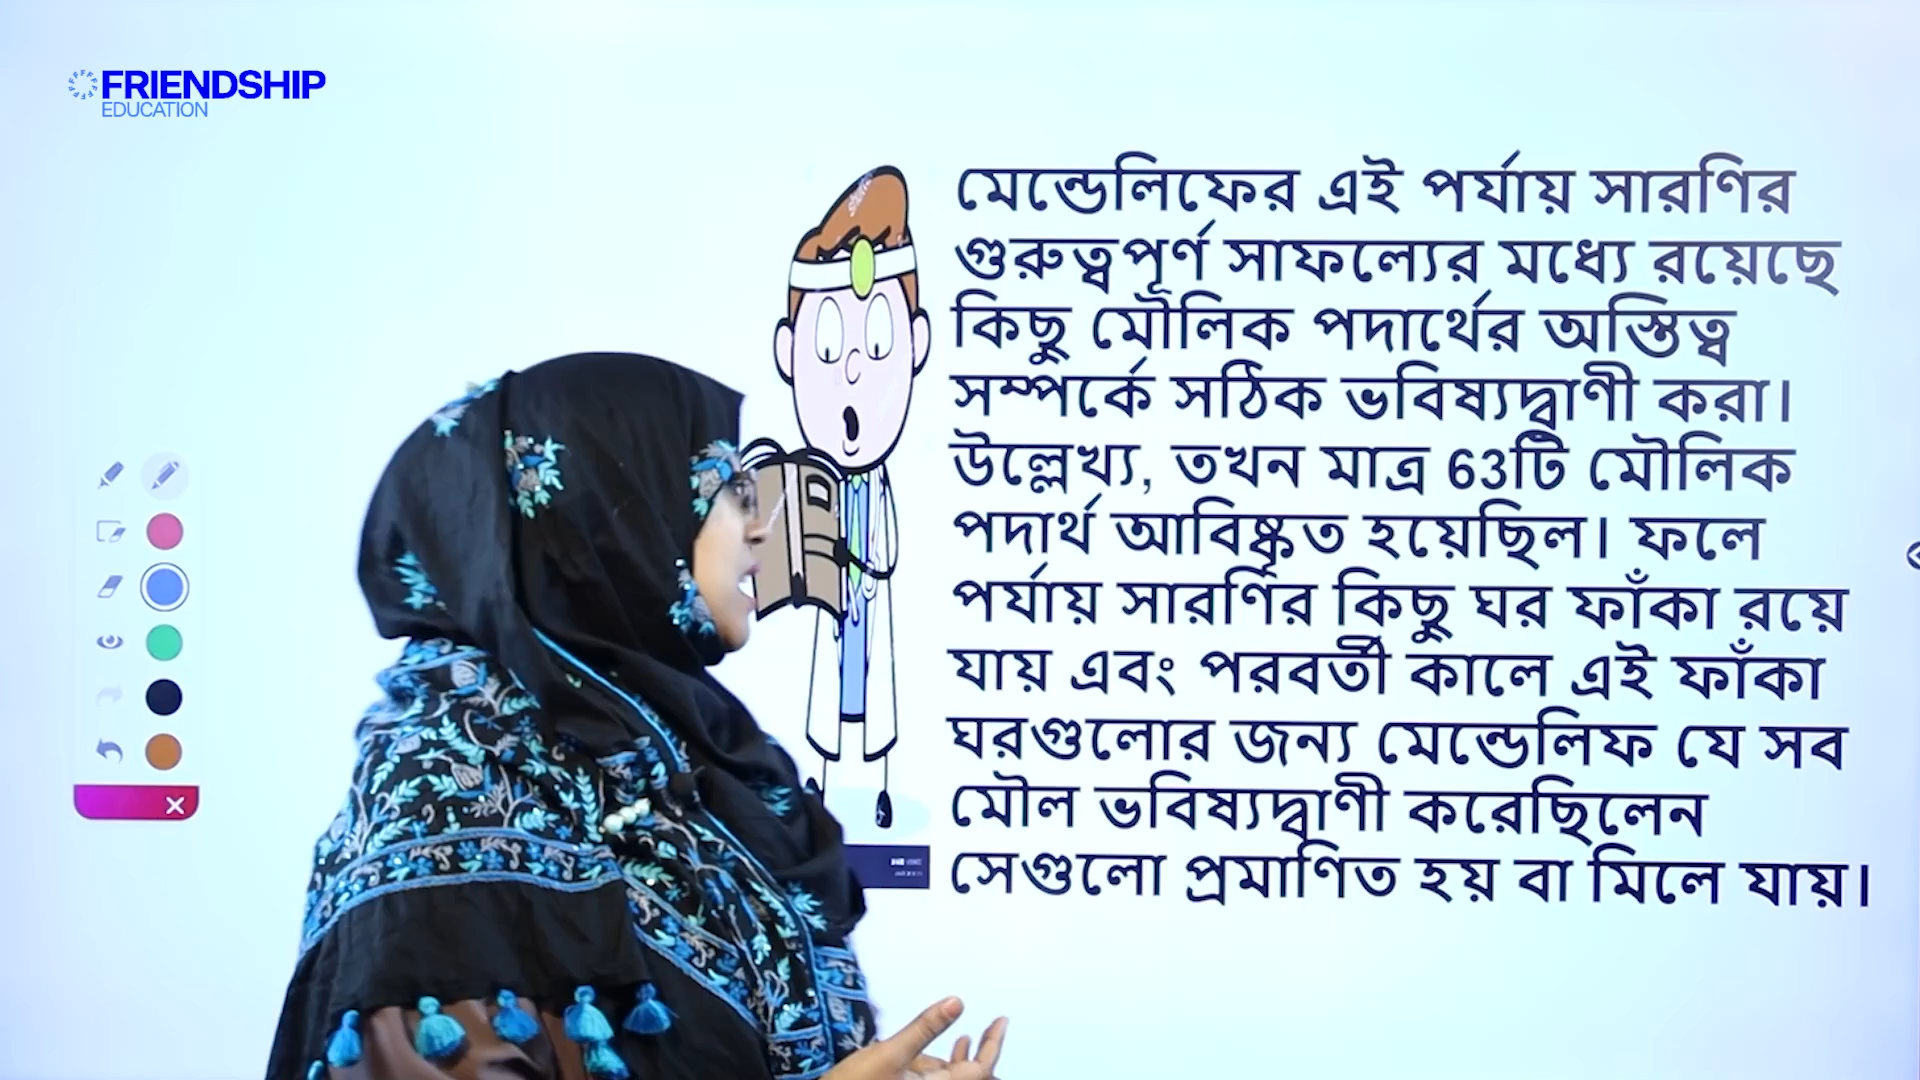 FRIENDSHIP
EDUCATION
মেন্ডেলিফের এই পর্যায় সারণির
গুরুত্বপূর্ণ সাফল্যের মধ্যে রয়েছে
কিছু মৌলিক পদার্থের অস্তিত্ব
সম্পর্কে সঠিক ভবিষ্যদ্বাণী করা।
উল্লেখ্য, তখন মাত্র 63টি মৌলিক
পদার্থ আবিষ্কৃত হয়েছিল। ফলে
পর্যায় সারণির কিছু ঘর ফাঁকা রয়ে
যায় এবং পরবর্তী কালে এই ফাঁকা
ঘরগুলোর জন্য মেন্ডেলিফ যে সব
মৌল ভবিষ্যদ্বাণী করেছিলেন
সেগুলো প্রমাণিত হয় বা মিলে যায়।